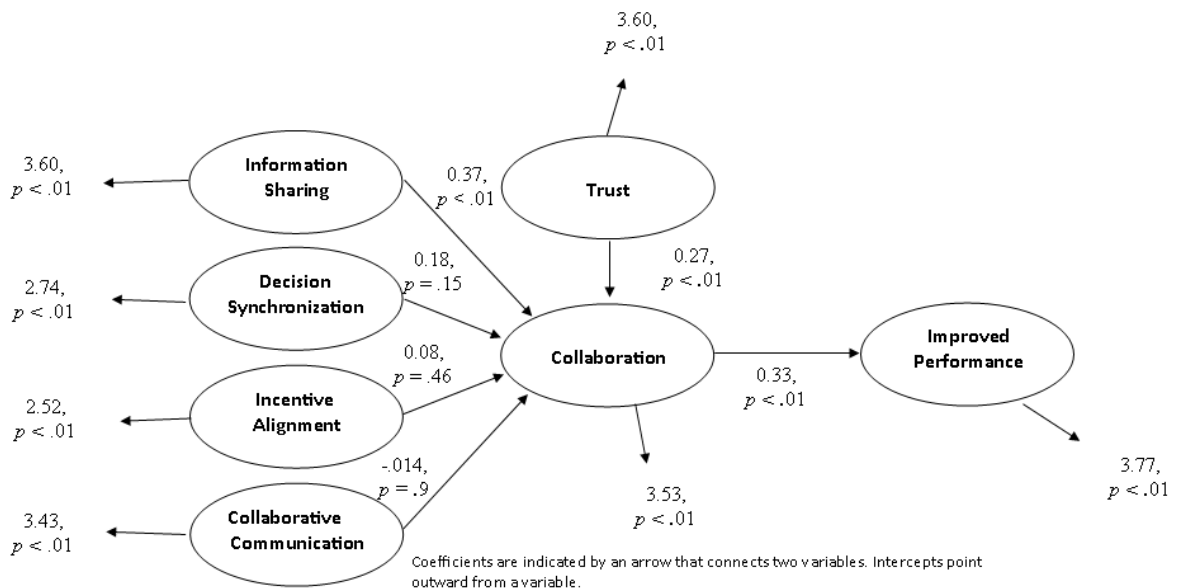 3.60,
p < .01
3.60,
p < .01
Information
Sharing
0.37,
p < .01
Trust
2.74,
p < .01
Decision
Synchronization
0.18,
p = .15
0.27,
p < .01
Collaboration
Improved
Performance
0.33,
p < .01
2.52,
p < .01
Incentive
Alignment
0.08,
p = .46
3.43,
p < .01
Collaborative
Communication
-.014,
p = .9
3.53,
p < .01
3.77,
p < .01
Coefficients are indicated by an arrow that connects two variables. Intercepts point
outward from a variable.